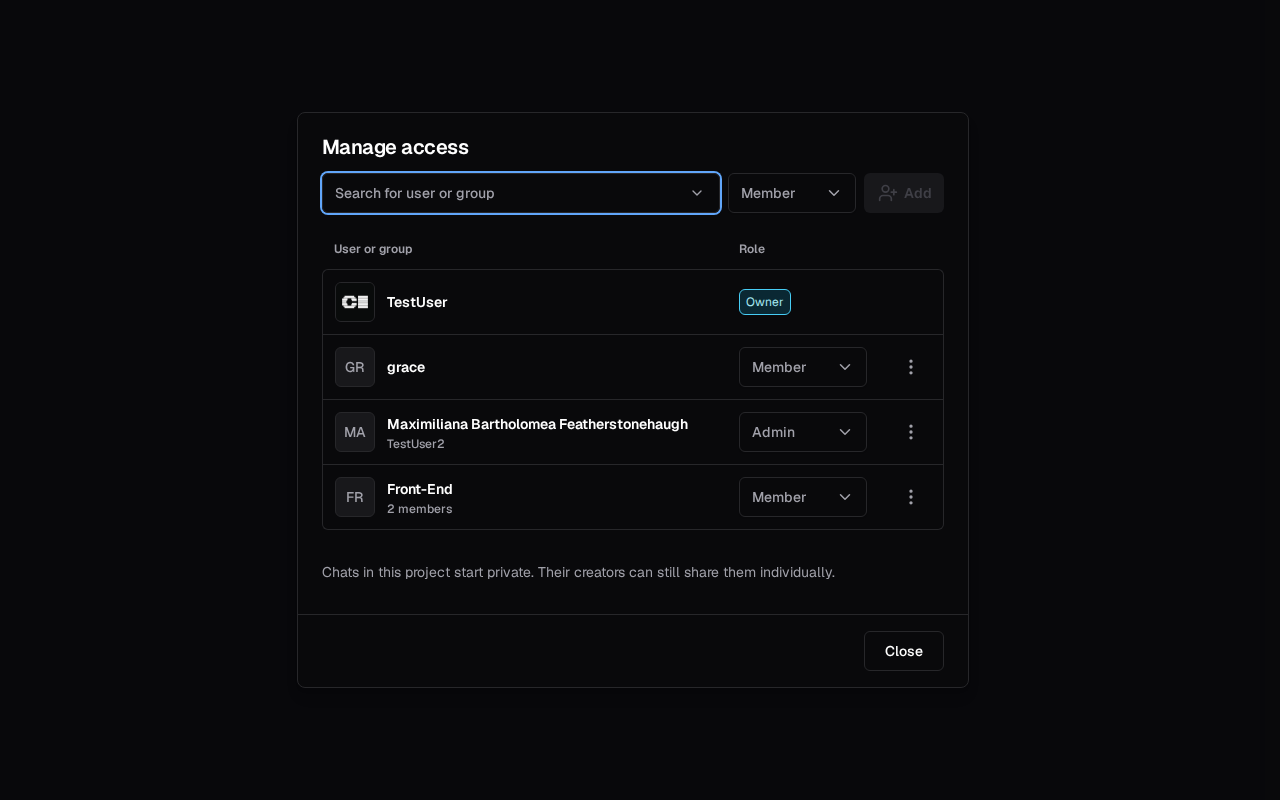 Manage access
Search for user or group
Member
Add
User or group
Role
TestUser
Owner
GR
grace
Member
MA
Maximiliana Bartholomea Featherstonehaugh
TestUser2
Admin
FR
Front-End
2 members
Member
Chats in this project start private. Their creators can still share them individually.
Close